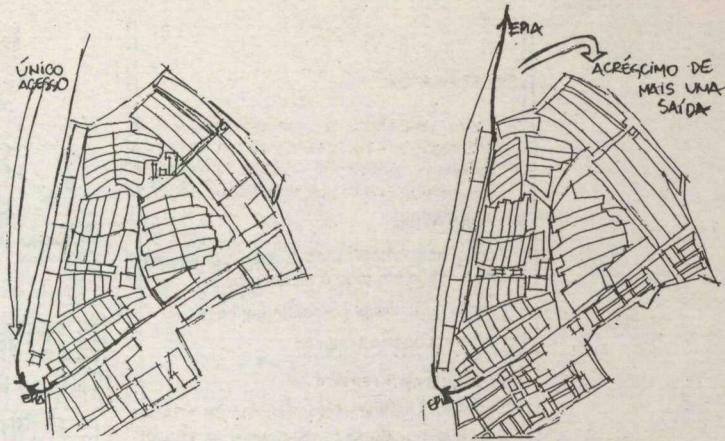 ÚNICO
ACESSO
EPIA
EPIA
ACRÉSCIMO DE
MAIS UMA
SAÍDA
EPIA